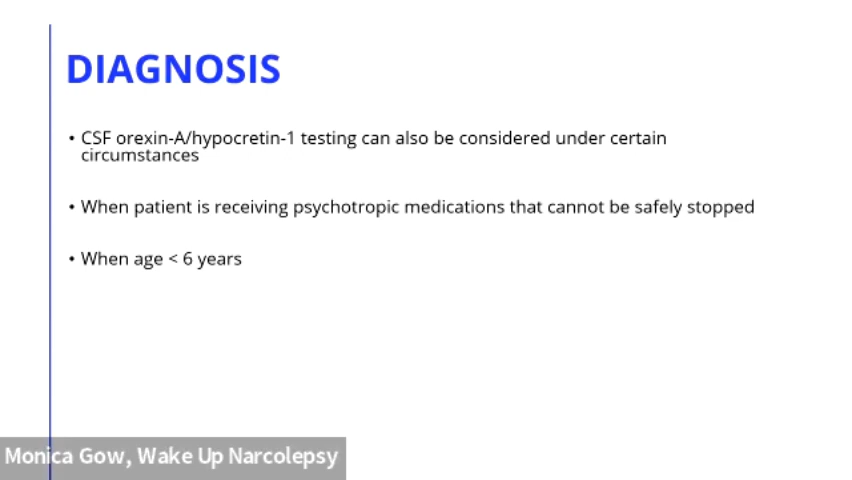 DIAGNOSIS
• CSF orexin-A/hypocretin-1 testing can also be considered under certain
circumstances
• When patient is receiving psychotropic medications that cannot be safely stopped
• When age < 6 years
Monica Gow, Wake Up Narcolepsy